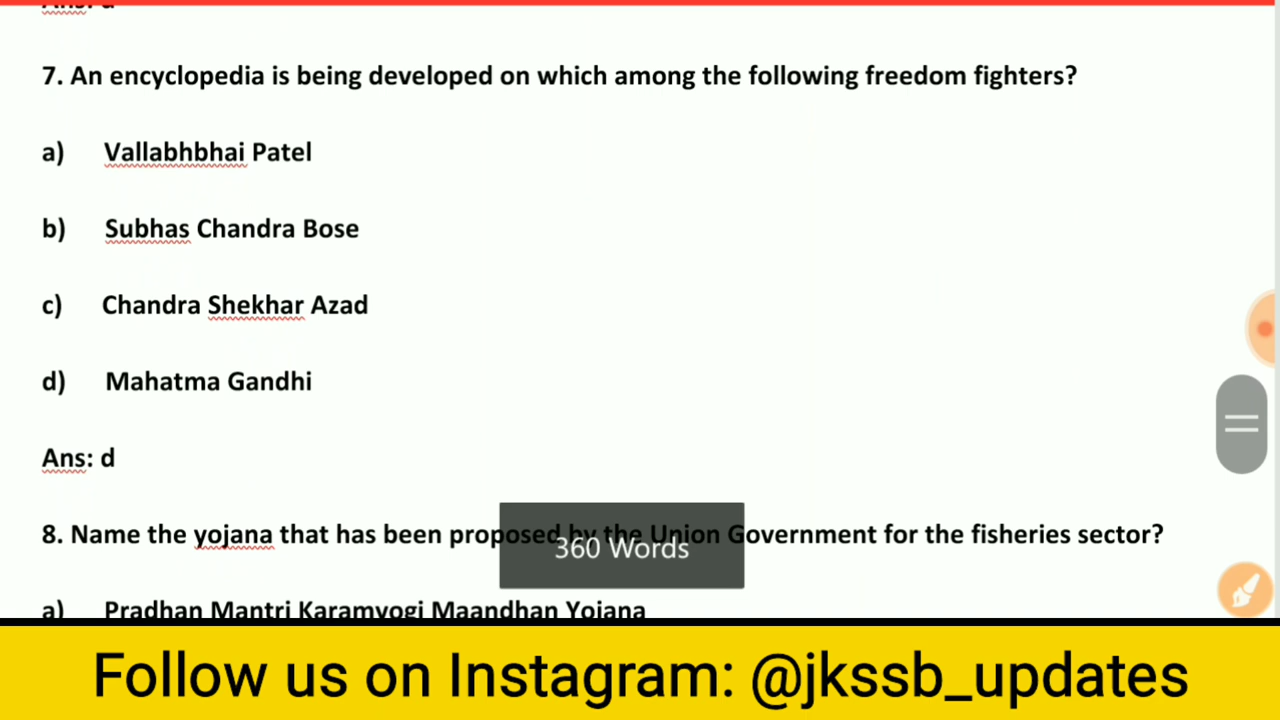 Ans: d
7. An encyclopedia is being developed on which among the following freedom fighters?
a) Vallabhbhai Patel
b) Subhas Chandra Bose
c) Chandra Shekhar Azad
d) Mahatma Gandhi
Ans: d
8. Name the yojana that has been proposed by the Union Government for the fisheries sector?
360 Words
a) Pradhan Mantri Karamyogi Maandhan Yojana
Follow us on Instagram: @jkssb_updates